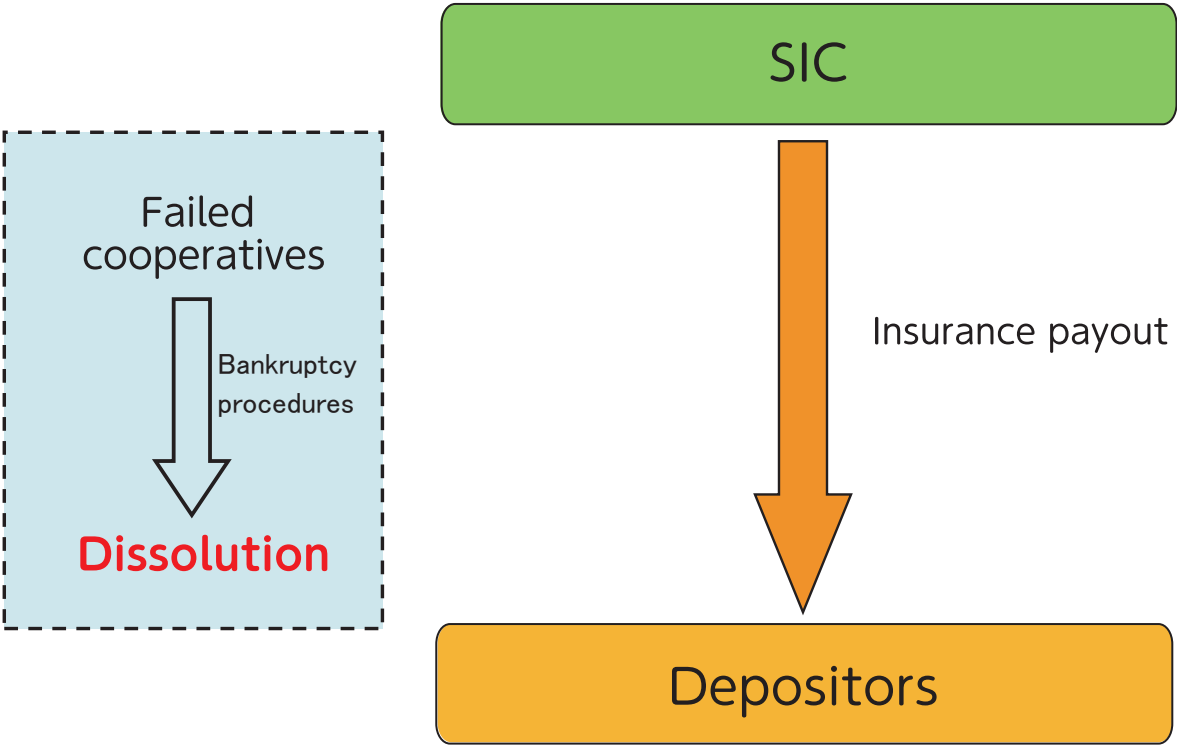 SIC
Failed
cooperatives
Bankruptcy
procedures
Dissolution
Insurance payout
Depositors